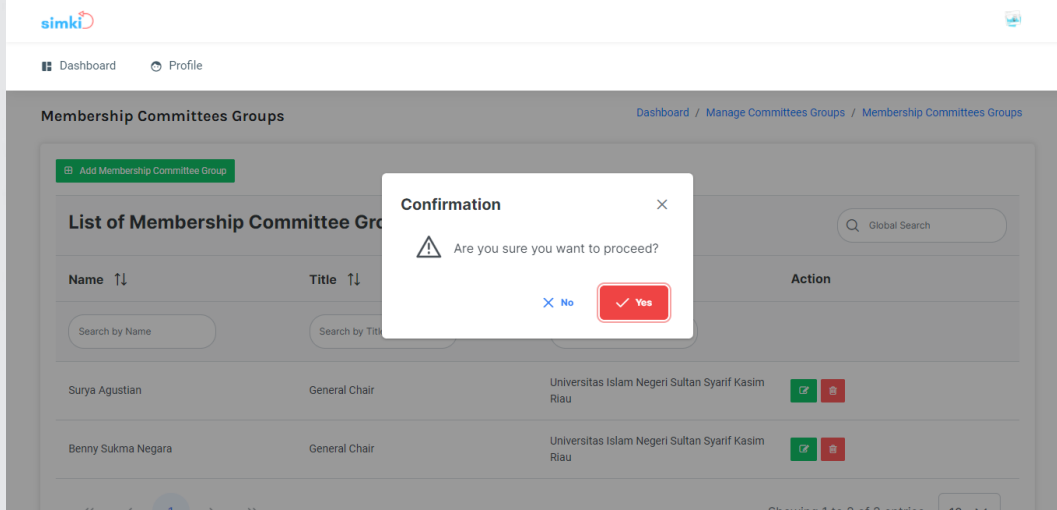 simki
Dashboard Profile
Membership Committees Groups
Dashboard / Manage Committees Groups / Membership Committees Groups
Add Membership Committee Group
List of Membership Committee Gro
Global Search
Confirmation
Are you sure you want to proceed?
No Yes
Name Title Action
Search by Name Search by Title
Surya Agustian General Chair Universitas Islam Negeri Sultan Syarif Kasim
Riau
Benny Sukma Negara General Chair Universitas Islam Negeri Sultan Syarif Kasim
Riau
1